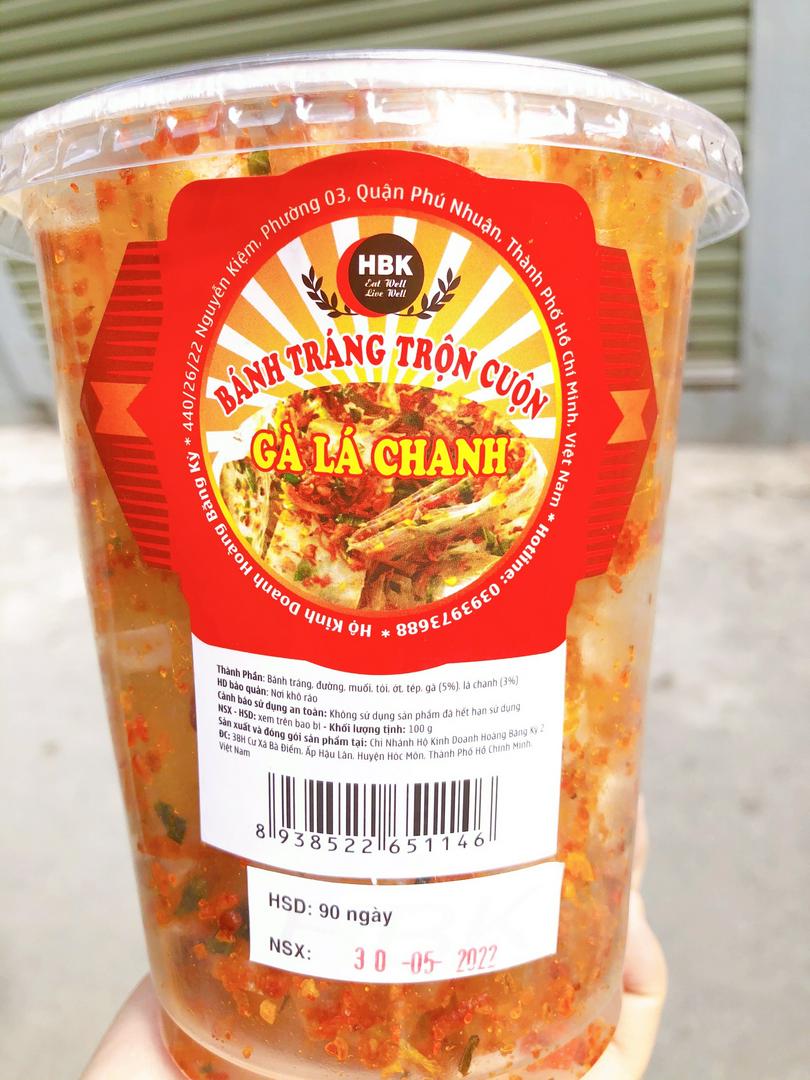 Hộ Kinh Doanh Hoàng Băng Kỳ * 440/26/22 Nguyễn Kiệm, Phường 03, Quận Phú Nhuận, Thành Phố Hồ Chí Minh, Việt Nam * Hotline: 0393973688 *
HBK
Eat Well
Live Well
BÁNH TRÁNG TRỘN CUỘN
GÀ LÁ CHANH
Thành Phần: Bánh tráng, đường, muối, tỏi, ớt, tép, gà (5%), lá chanh (3%)
HD bảo quản: Nơi khô ráo
Cảnh báo sử dụng an toàn: Không sử dụng sản phẩm đã hết hạn sử dụng
NSX - HSD: xem trên bao bì - Khối lượng tịnh: 100 g
Sản xuất và đóng gói sản phẩm tại: Chi Nhánh Hộ Kinh Doanh Hoàng Băng Kỳ 2
ĐC: 38H Cư Xá Bà Điểm, Ấp Hậu Lân, Huyện Hóc Môn, Thành Phố Hồ Chính Minh,
Việt Nam
8 938522 651146
HSD: 90 ngày
NSX: 30 -05- 2022